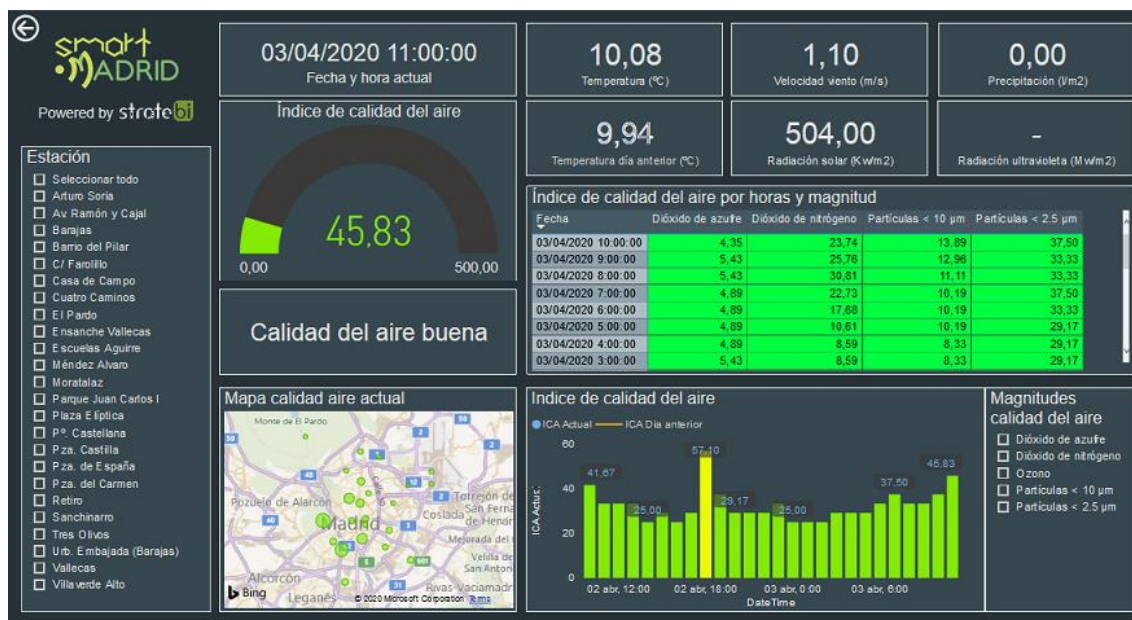 smart
MADRID
Powered by stratebi
Estación
Seleccionar todo
Arturo Soria
Av. Ramón y Cajal
Barajas
Barrio del Pilar
C/ Farolillo
Casa de Campo
Cuatro Caminos
El Pardo
Ensanche Vallecas
Escuelas Aguirre
Méndez Alvaro
Moratalaz
Parque Juan Carlos I
Plaza Elíptica
Pº. Castellana
Pza. Castilla
Pza. de España
Pza. del Carmen
Retiro
Sanchinarro
Tres Olivos
Urb. Embajada (Barajas)
Vallecas
Villaverde Alto
03/04/2020 11:00:00
Fecha y hora actual
Índice de calidad del aire
45,83
0,00 500,00
Calidad del aire buena
10,08
Temperatura (ºC)
1,10
Velocidad viento (m/s)
0,00
Precipitación (l/m2)
9,94
Temperatura día anterior (ºC)
504,00
Radiación solar (Kw/m2)
-
Radiación ultravioleta (Mw/m2)
Índice de calidad del aire por horas y magnitud
Fecha Dióxido de azufre Dióxido de nitrógeno Partículas < 10 µm Partículas < 2.5 µm
03/04/2020 10:00:00 4,35 23,74 13,89 37,50
03/04/2020 9:00:00 5,43 25,76 12,96 33,33
03/04/2020 8:00:00 5,43 30,81 11,11 33,33
03/04/2020 7:00:00 4,89 22,73 10,19 37,50
03/04/2020 6:00:00 4,89 17,68 10,19 33,33
03/04/2020 5:00:00 4,89 10,61 10,19 29,17
03/04/2020 4:00:00 4,89 8,59 8,33 29,17
03/04/2020 3:00:00 5,43 8,59 8,33 29,17
Mapa calidad aire actual
Monte de El Pardo
Pozuelo de Alarcón
Torrejón de
Coslada San Ferna
de Henar
Madrid
Mejorada del
Velilla de
San Anton
Alcorcón
Leganés
Rivas-Vaciamadr
Bing
© 2020 Microsoft Corporation Terms
Indice de calidad del aire
ICA Actual ICA Dia anterior
ICA Actual
60
40
20
0
41,67
25,00
57,10
29,17
25,00
37,50
45,83
02 abr, 12:00 02 abr, 18:00 03 abr, 0:00 03 abr, 6:00
DateTime
Magnitudes
calidad del aire
Dióxido de azufre
Dióxido de nitrógeno
Ozono
Partículas < 10 µm
Partículas < 2.5 µm